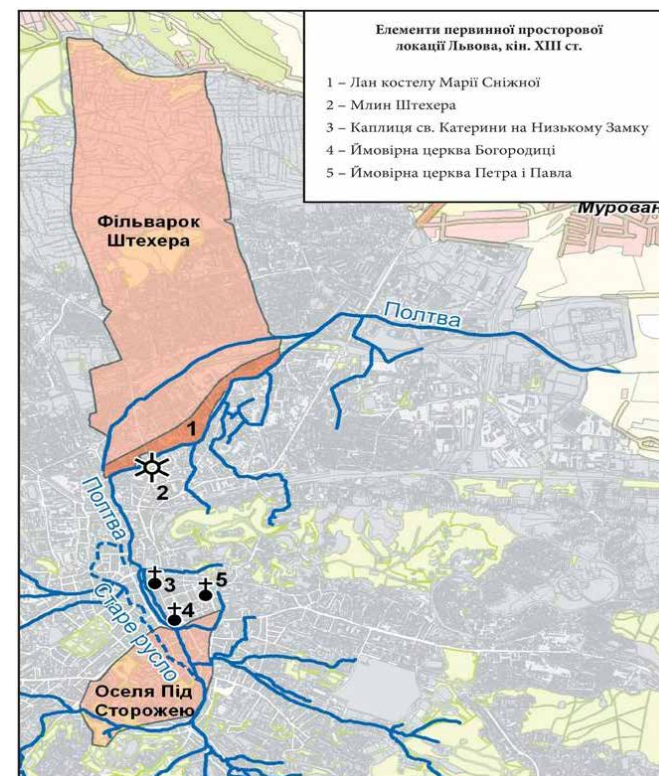 Елементи первинної просторової
локації Львова, кін. XIII ст.
1 – Лан костелу Марії Сніжної
2 – Млин Штехера
3 – Каплиця св. Катерини на Низькому Замку
4 – Ймовірна церква Богородиці
5 – Ймовірна церква Петра і Павла
Мурован
Фільварок
Штехера
Полтва
1
2
Полтва
3
5
4
Старе русло
Оселя Під
Сторожею